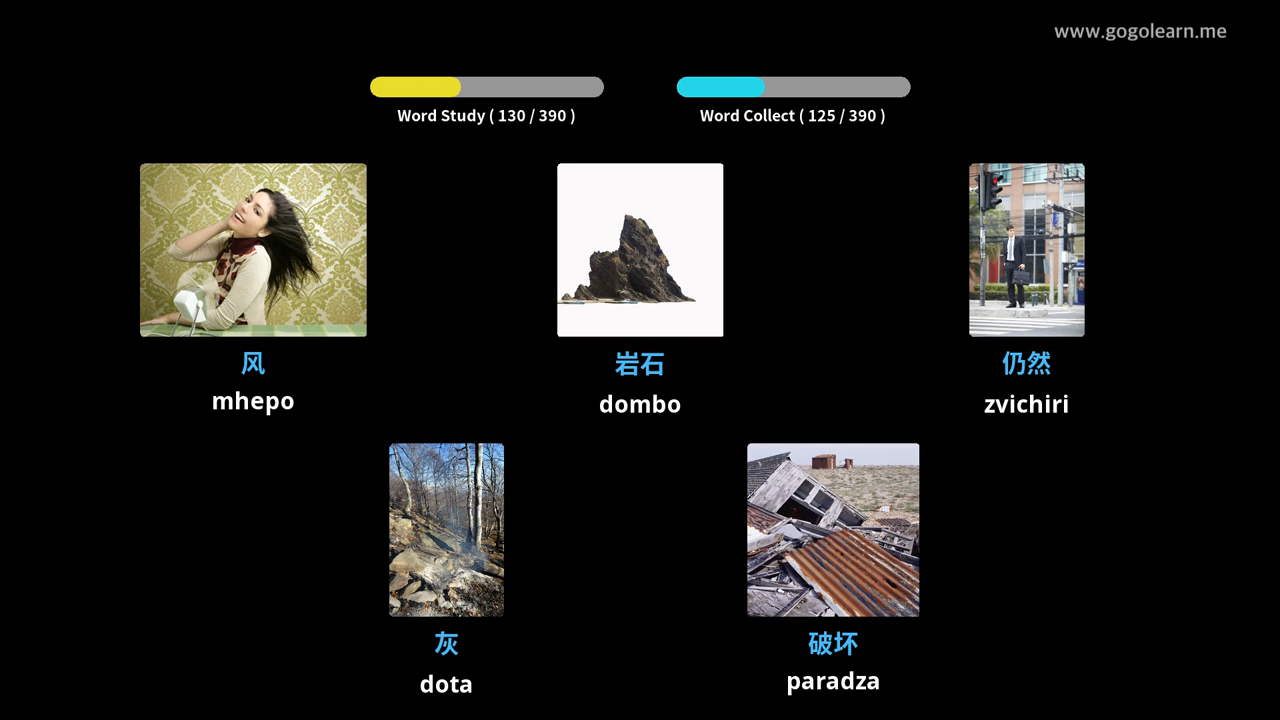 www.gogolearn.me
Word Study ( 130 / 390 )
Word Collect ( 125 / 390 )
风
岩石
仍然
mhepo
dombo
zvichiri
灰
破坏
dota
paradza